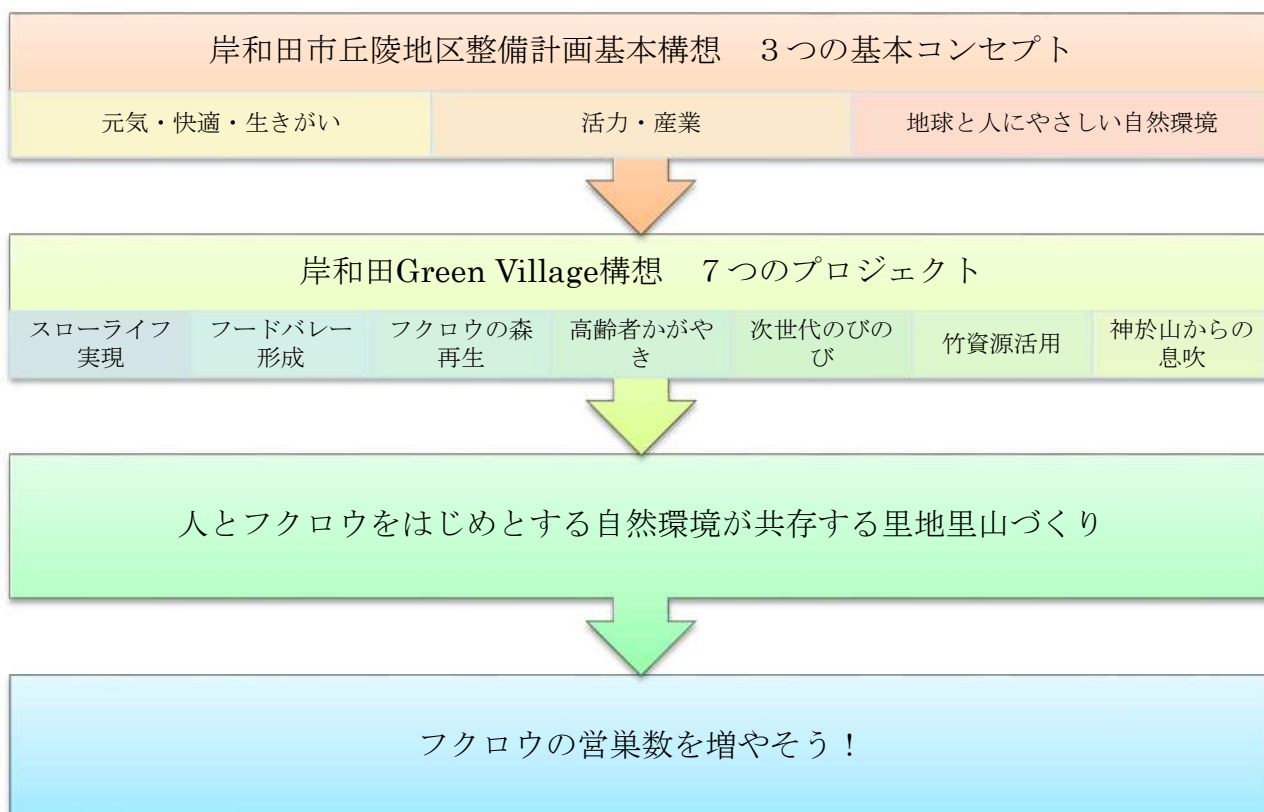 岸和田市丘陵地区整備計画基本構想　３つの基本コンセプト
元気・快適・生きがい
活力・産業
地球と人にやさしい自然環境
岸和田Green Village構想　７つのプロジェクト
スローライフ
実現
フードバレー
形成
フクロウの森
再生
高齢者かがや
き
次世代のびの
び
竹資源活用
神於山からの
息吹
人とフクロウをはじめとする自然環境が共存する里地里山づくり
フクロウの営巣数を増やそう！